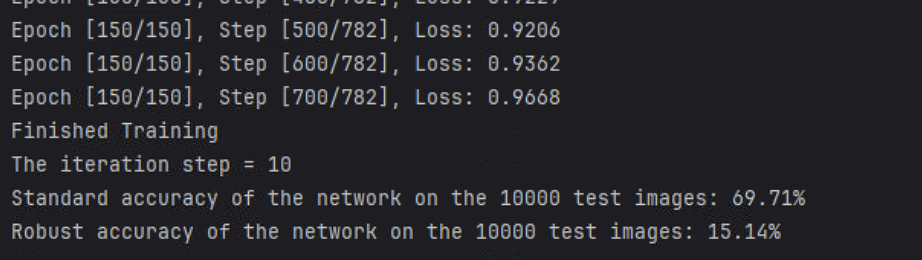 Epoch [150/150], Step [400/782], Loss: 0.9229
Epoch [150/150], Step [500/782], Loss: 0.9206
Epoch [150/150], Step [600/782], Loss: 0.9362
Epoch [150/150], Step [700/782], Loss: 0.9668
Finished Training
The iteration step = 10
Standard accuracy of the network on the 10000 test images: 69.71%
Robust accuracy of the network on the 10000 test images: 15.14%